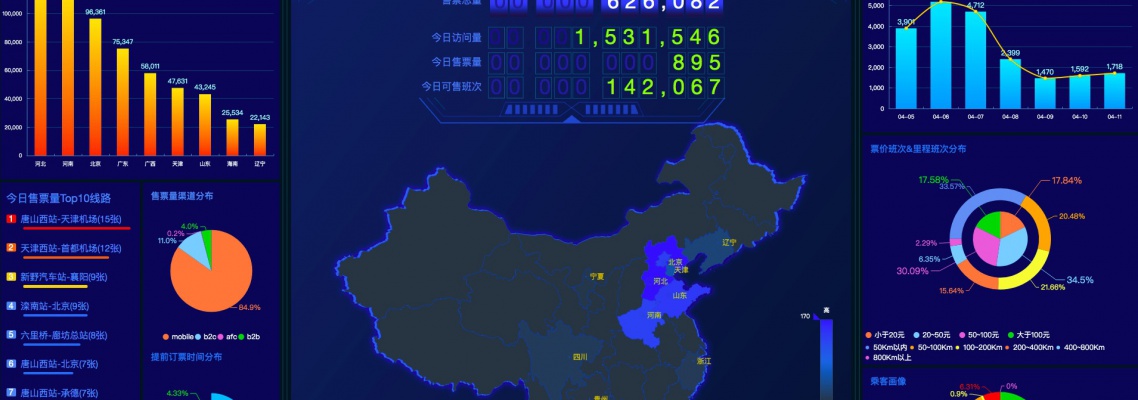 售票总量 00 000 626,082
今日访问量 00 001,531,546
今日售票量 00 000 000 895
今日可售班次 00 000 142,067
100,000
80,000
60,000
40,000
20,000
0
96,361
75,347
58,011
47,631
43,245
25,534
22,143
河北 河南 北京 广东 广西 天津 山东 海南 辽宁
今日售票量Top10线路
1 唐山西站-天津机场(15张)
2 天津西站-首都机场(12张)
3 新野汽车站-襄阳(9张)
4 滦南站-北京(9张)
5 六里桥-廊坊总站(8张)
6 唐山西站-北京(7张)
7 唐山西站-承德(7张)
售票量渠道分布
4.0%
0.2%
11.0%
84.9%
mobile b2c afc b2b
提前订票时间分布
4.33%
辽宁
北京
天津
宁夏
河北
山东
河南
四川
浙江
贵州
高
170
5,000
4,000
3,000
2,000
1,000
0
3,901
4,712
2,399
1,470
1,592
1,718
04-05 04-06 04-07 04-08 04-09 04-10 04-11
票价班次&里程班次分布
17.58%
33.57%
17.84%
20.48%
2.29%
6.35%
30.09%
34.5%
15.64%
21.66%
小于20元 20-50元 50-100元 大于100元
50Km以内 50-100Km 100-200Km 200-400Km 400-800Km
800Km以上
乘客画像
6.31%
0%
0.9%